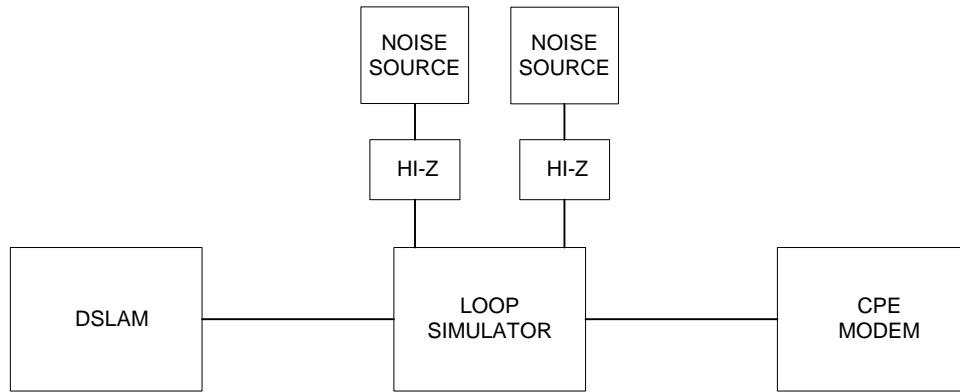 NOISE
SOURCE
NOISE
SOURCE
HI-Z
HI-Z
DSLAM
LOOP
SIMULATOR
CPE
MODEM